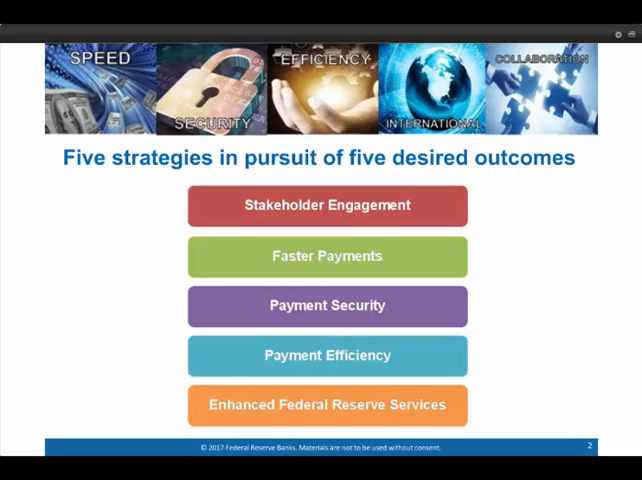 SPEED
SECURITY
EFFICIENCY
INTERNATIONAL
COLLABORATION
Five strategies in pursuit of five desired outcomes
Stakeholder Engagement
Faster Payments
Payment Security
Payment Efficiency
Enhanced Federal Reserve Services
© 2017 Federal Reserve Banks. Materials are not to be used without consent.
2